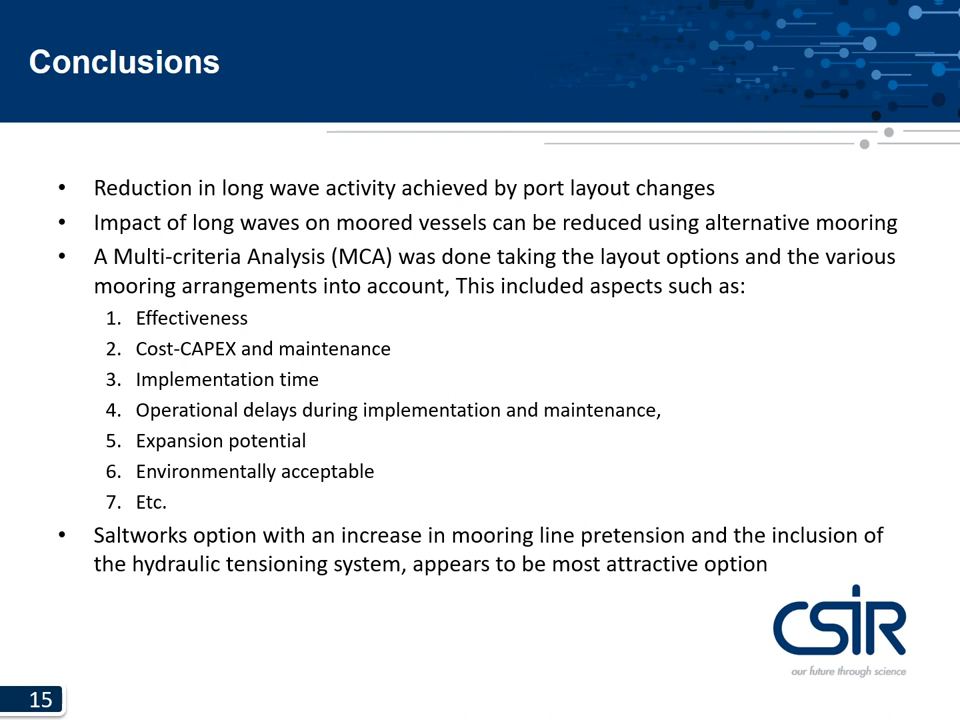 Conclusions
• Reduction in long wave activity achieved by port layout changes
• Impact of long waves on moored vessels can be reduced using alternative mooring
• A Multi-criteria Analysis (MCA) was done taking the layout options and the various
mooring arrangements into account, This included aspects such as:
1. Effectiveness
2. Cost-CAPEX and maintenance
3. Implementation time
4. Operational delays during implementation and maintenance,
5. Expansion potential
6. Environmentally acceptable
7. Etc.
• Saltworks option with an increase in mooring line pretension and the inclusion of
the hydraulic tensioning system, appears to be most attractive option
CSIR
our future through science
15